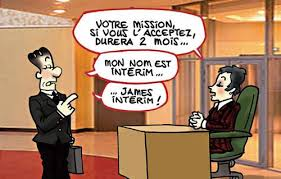 VOTRE MISSION,
SI VOUS L'ACCEPTEZ,
DURERA 2 MOIS...
MON NOM EST
INTÉRIM...
... JAMES
INTÉRIM !